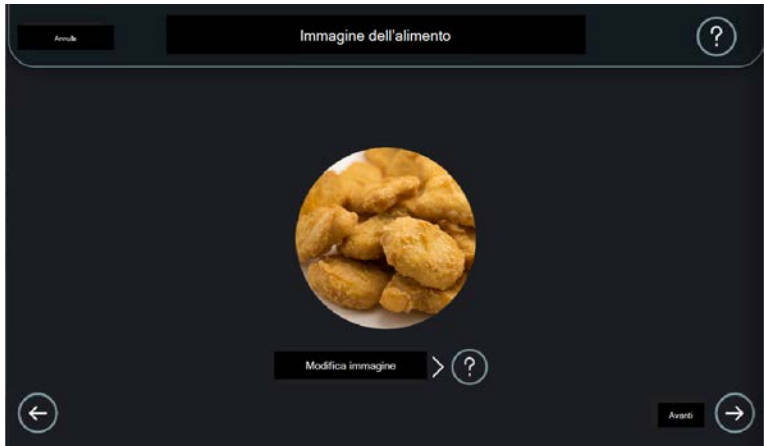 Annulla
Immagine dell'alimento
?
Modifica immagine
?
Avanti